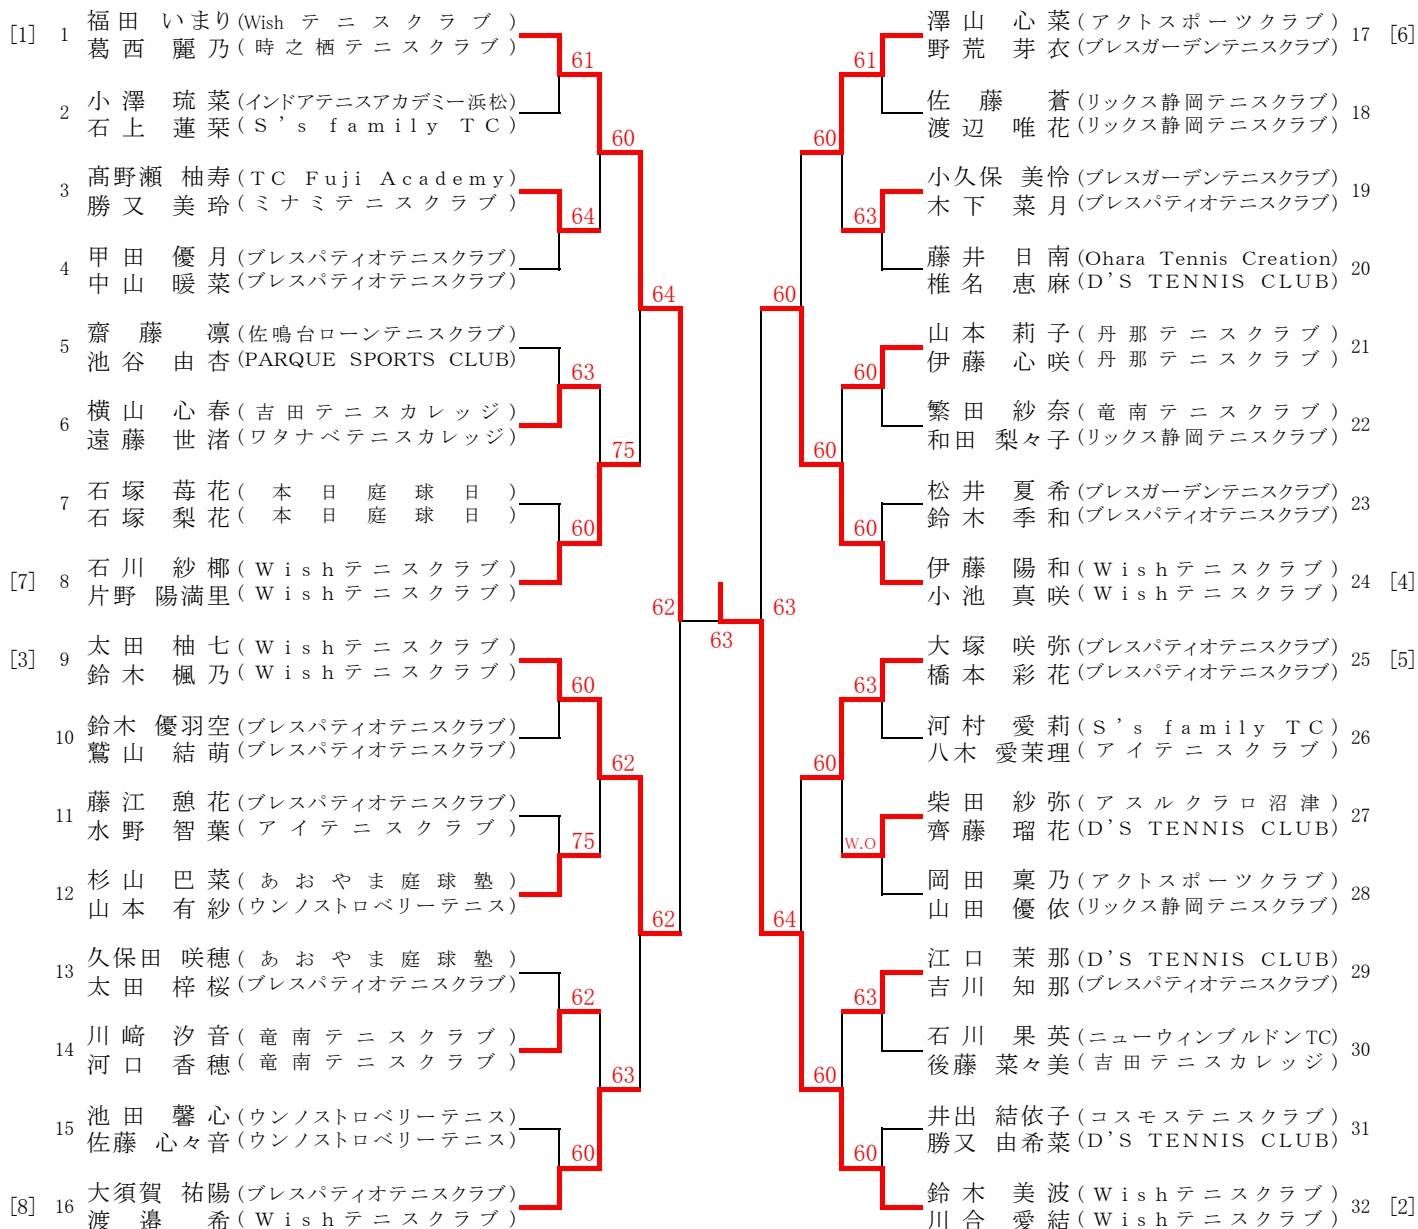 [1] 1 福田 いまり (Wish テニスクラブ)
葛西 麗乃 (時之栖テニスクラブ)
2 小澤 琉菜 (インドアテニスアカデミー浜松)
石上 蓮栞 (S's family TC)
3 髙野瀬 柚寿 (TC Fuji Academy)
勝又 美玲 (ミナミテニスクラブ)
4 甲田 優月 (ブレスパティオテニスクラブ)
中山 暖菜 (ブレスパティオテニスクラブ)
5 齋藤 凛 (佐鳴台ローンテニスクラブ)
池谷 由杏 (PARQUE SPORTS CLUB)
6 横山 心春 (吉田テニスカレッジ)
遠藤 世渚 (ワタナベテニスカレッジ)
7 石塚 苺花 (本日庭球日)
石塚 梨花 (本日庭球日)
[7] 8 石川 紗椰 (Wishテニスクラブ)
片野 陽満里 (Wishテニスクラブ)
[3] 9 太田 柚七 (Wishテニスクラブ)
鈴木 楓乃 (Wishテニスクラブ)
10 鈴木 優羽空 (ブレスパティオテニスクラブ)
鷲山 結萌 (ブレスパティオテニスクラブ)
11 藤江 憩花 (ブレスパティオテニスクラブ)
水野 智葉 (アイテニスクラブ)
12 杉山 巴菜 (あおやま庭球塾)
山本 有紗 (ウンノストロベリーテニス)
13 久保田 咲穂 (あおやま庭球塾)
太田 梓桜 (ブレスパティオテニスクラブ)
14 川﨑 汐音 (竜南テニスクラブ)
河口 香穂 (竜南テニスクラブ)
15 池田 馨心 (ウンノストロベリーテニス)
佐藤 心々音 (ウンノストロベリーテニス)
[8] 16 大須賀 祐陽 (ブレスパティオテニスクラブ)
渡邉 希 (Wishテニスクラブ)
61
64
63
60
60
75
62
60
60
75
62
63
64
62
62
63
63
60
64
60
60
60
60
61
63
60
60
63
W.O
63
60
澤山 心菜 (アクトスポーツクラブ) 17 [6]
野荒 芽衣 (ブレスガーデンテニスクラブ)
佐藤 蒼 (リックス静岡テニスクラブ) 18
渡辺 唯花 (リックス静岡テニスクラブ)
小久保 美怜 (ブレスガーデンテニスクラブ) 19
木下 菜月 (ブレスパティオテニスクラブ)
藤井 日南 (Ohara Tennis Creation) 20
椎名 恵麻 (D'S TENNIS CLUB)
山本 莉子 (丹那テニスクラブ) 21
伊藤 心咲 (丹那テニスクラブ)
繁田 紗奈 (竜南テニスクラブ) 22
和田 梨々子 (リックス静岡テニスクラブ)
松井 夏希 (ブレスガーデンテニスクラブ) 23
鈴木 季和 (ブレスパティオテニスクラブ)
伊藤 陽和 (Wishテニスクラブ) 24 [4]
小池 真咲 (Wishテニスクラブ)
大塚 咲弥 (ブレスパティオテニスクラブ) 25 [5]
橋本 彩花 (ブレスパティオテニスクラブ)
河村 愛莉 (S's family TC) 26
八木 愛茉理 (アイテニスクラブ)
柴田 紗弥 (アスルクラロ沼津) 27
齊藤 瑠花 (D'S TENNIS CLUB)
岡田 稟乃 (アクトスポーツクラブ) 28
山田 優依 (リックス静岡テニスクラブ)
江口 茉那 (D'S TENNIS CLUB) 29
吉川 知那 (ブレスパティオテニスクラブ)
石川 果英 (ニューウィンブルドンTC) 30
後藤 菜々美 (吉田テニスカレッジ)
井出 結依子 (コスモステニスクラブ) 31
勝又 由希菜 (D'S TENNIS CLUB)
鈴木 美波 (Wishテニスクラブ) 32 [2]
川合 愛結 (Wishテニスクラブ)